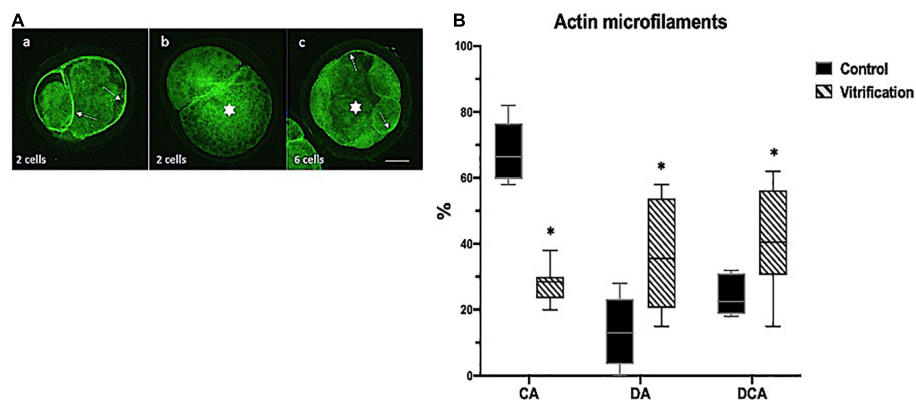 A
a
b
c
2 cells
2 cells
6 cells
B
Actin microfilaments
Control
Vitrification
%
100
80
60
40
20
0
*
*
*
CA
DA
DCA